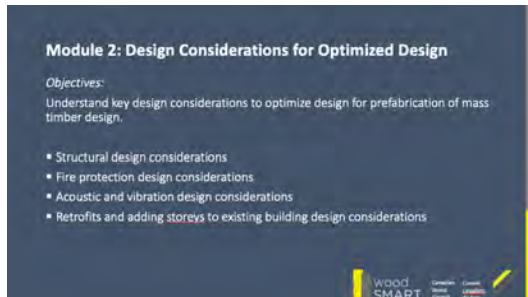 Module 2: Design Considerations for Optimized Design
Objectives:
Understand key design considerations to optimize design for prefabrication of mass
timber design.
▪ Structural design considerations
▪ Fire protection design considerations
▪ Acoustic and vibration design considerations
▪ Retrofits and adding storeys to existing building design considerations
wood
SMART
Canadian
Wood